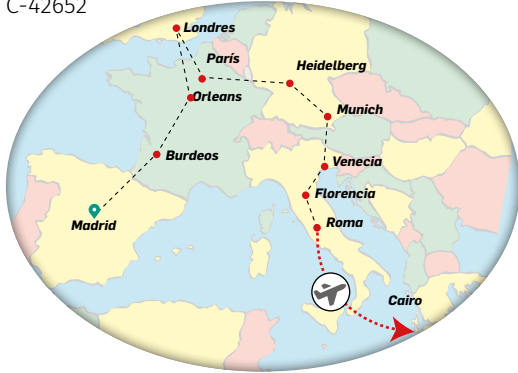 C-42652
Londres
París
Heidelberg
Orleans
Munich
Burdeos
Venecia
Florencia
Madrid
Roma
Cairo